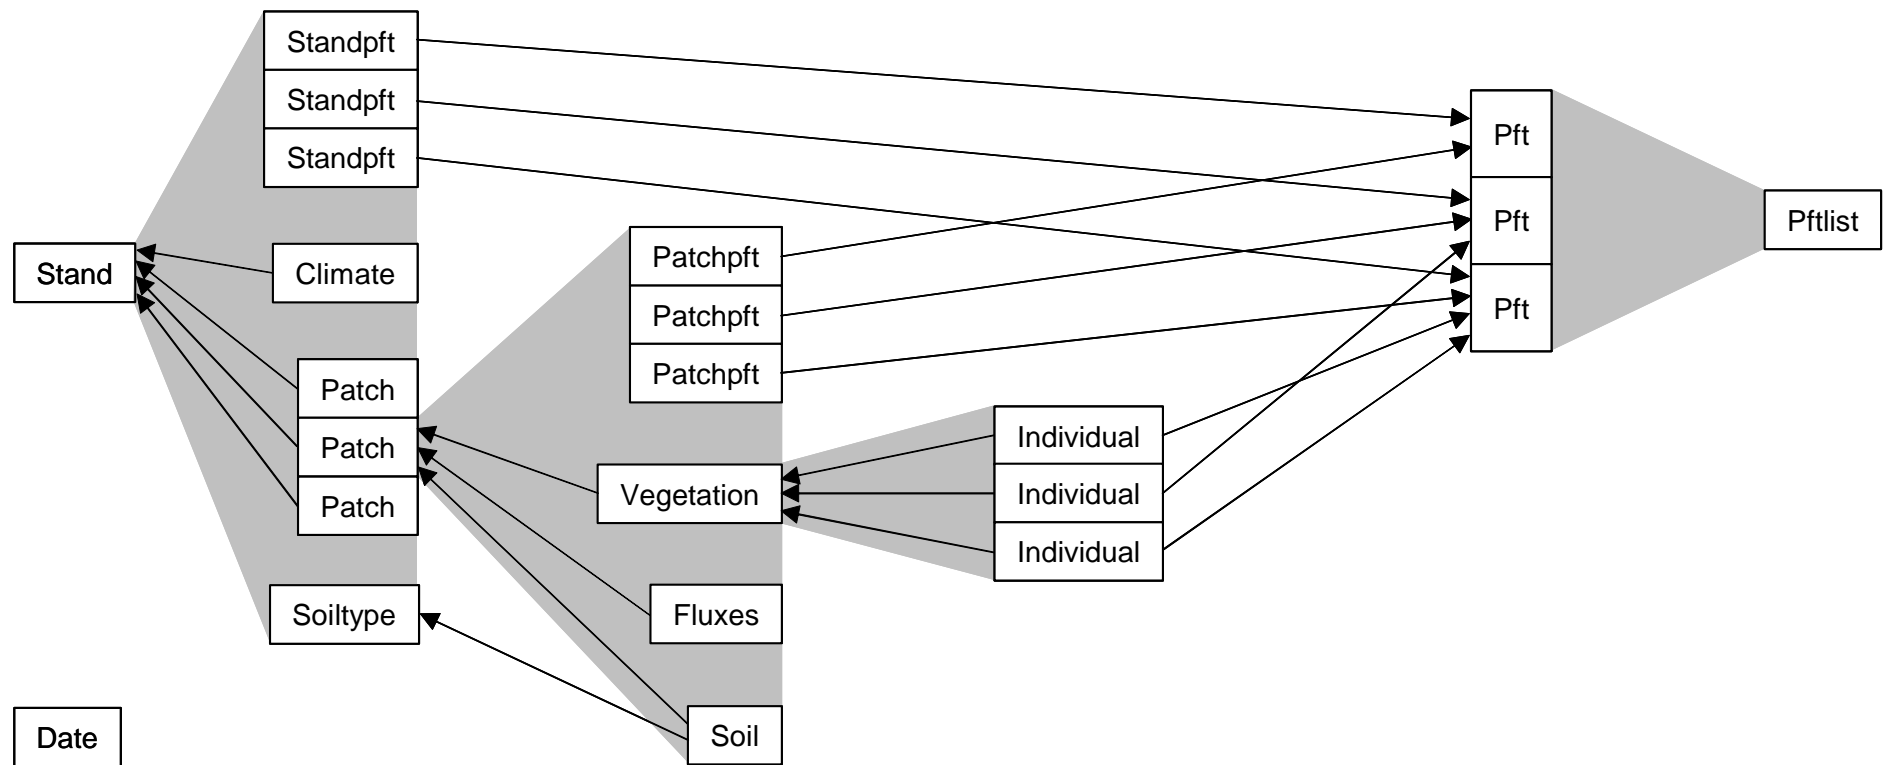 Standpft
Standpft
Standpft
Stand
Climate
Patch
Patch
Patch
Soiltype
Date
Patchpft
Patchpft
Patchpft
Vegetation
Fluxes
Soil
Individual
Individual
Individual
Pft
Pft
Pft
Pftlist